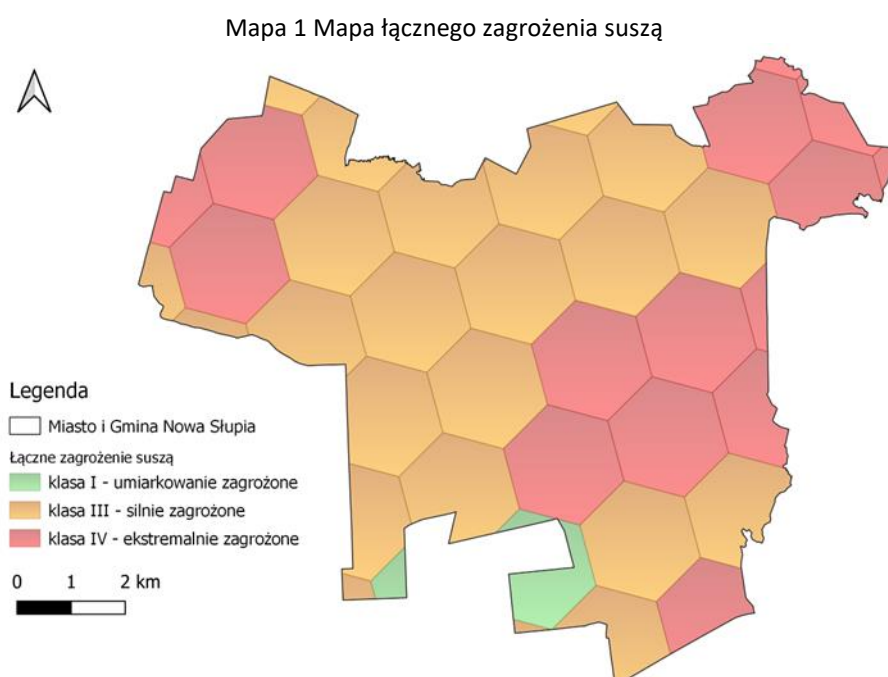 Mapa 1 Mapa łącznego zagrożenia suszą
Legenda
Miasto i Gmina Nowa Słupia
Łączne zagrożenie suszą
klasa I - umiarkowanie zagrożone
klasa III - silnie zagrożone
klasa IV - ekstremalnie zagrożone
0 1 2 km